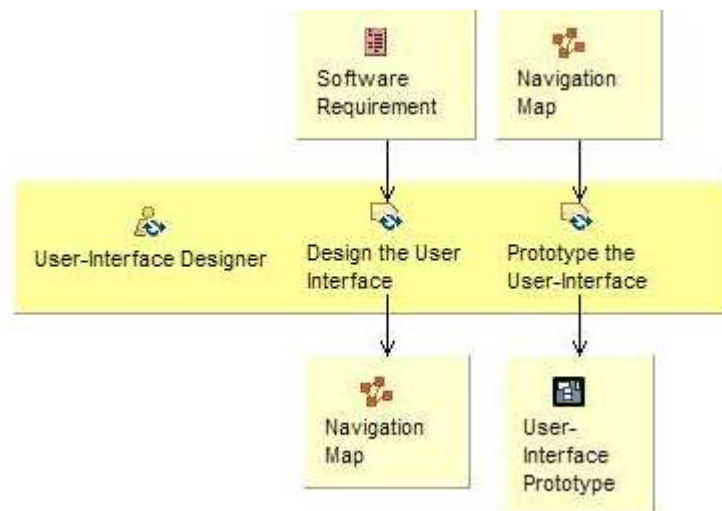 Software
Requirement
Navigation
Map
User-Interface Designer
Design the User
Interface
Prototype the
User-Interface
Navigation
Map
User-
Interface
Prototype